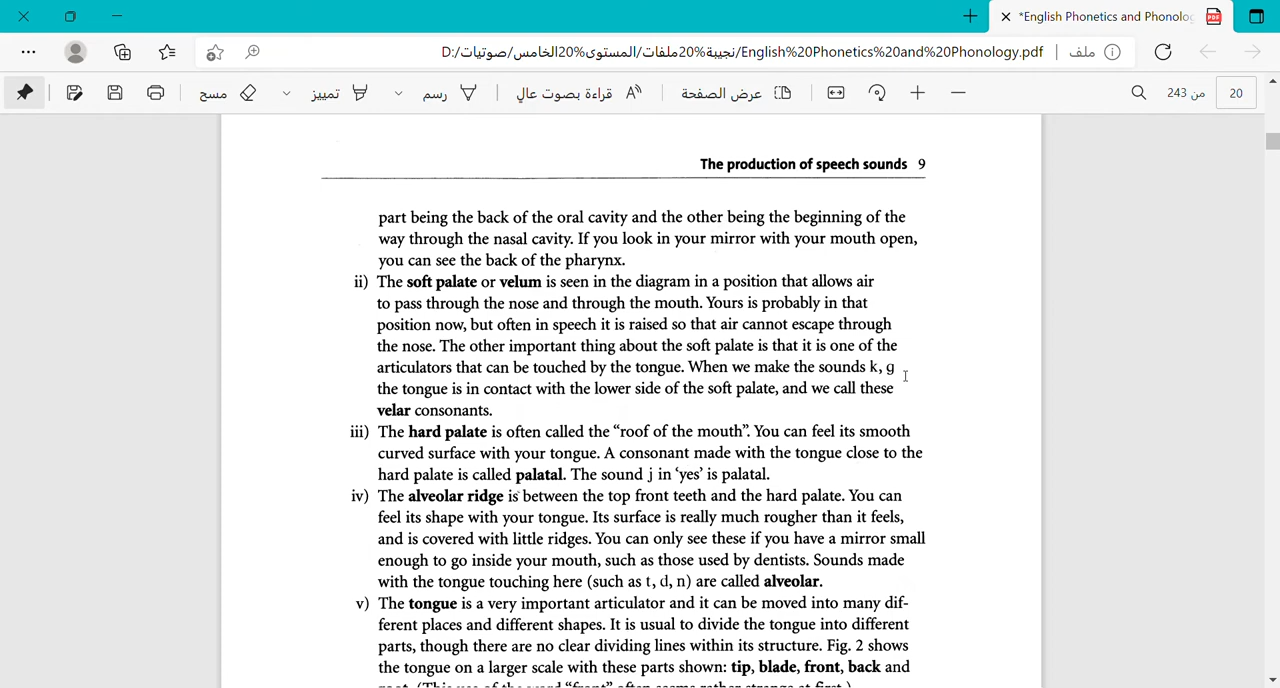 *English Phonetics and Phonolo
D:/نجيبة%20ملفات/المستوى%20الخامس/صوتيات/English%20Phonetics%20and%20Phonology.pdf
ملف
مسح
تمييز
رسم
قراءة بصوت عالٍ
عرض الصفحة
243 من
20
The production of speech sounds 9
part being the back of the oral cavity and the other being the beginning of the
way through the nasal cavity. If you look in your mirror with your mouth open,
you can see the back of the pharynx.
ii) The soft palate or velum is seen in the diagram in a position that allows air
to pass through the nose and through the mouth. Yours is probably in that
position now, but often in speech it is raised so that air cannot escape through
the nose. The other important thing about the soft palate is that it is one of the
articulators that can be touched by the tongue. When we make the sounds k, ɡ
the tongue is in contact with the lower side of the soft palate, and we call these
velar consonants.
iii) The hard palate is often called the “roof of the mouth”. You can feel its smooth
curved surface with your tongue. A consonant made with the tongue close to the
hard palate is called palatal. The sound j in ‘yes’ is palatal.
iv) The alveolar ridge is between the top front teeth and the hard palate. You can
feel its shape with your tongue. Its surface is really much rougher than it feels,
and is covered with little ridges. You can only see these if you have a mirror small
enough to go inside your mouth, such as those used by dentists. Sounds made
with the tongue touching here (such as t, d, n) are called alveolar.
v) The tongue is a very important articulator and it can be moved into many dif-
ferent places and different shapes. It is usual to divide the tongue into different
parts, though there are no clear dividing lines within its structure. Fig. 2 shows
the tongue on a larger scale with these parts shown: tip, blade, front, back and
root. (This use of the word “front” often seems rather strange at first.)